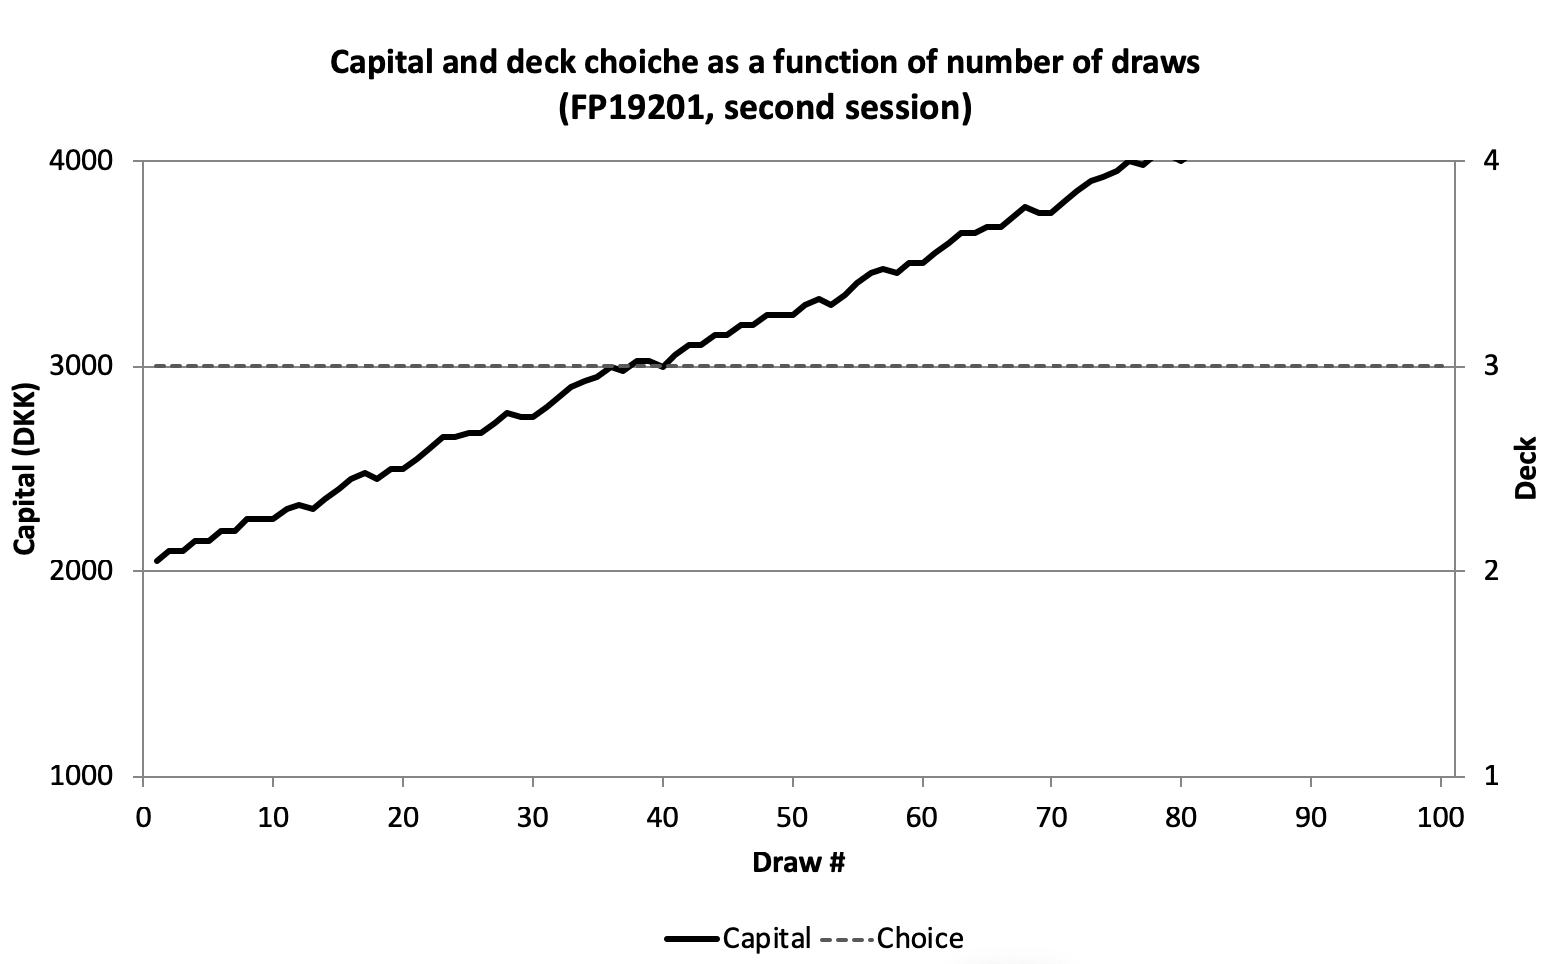 Capital and deck choiche as a function of number of draws
(FP19201, second session)
4000
3000
2000
1000
Capital (DKK)
4
3
2
1
Deck
0 10 20 30 40 50 60 70 80 90 100
Draw #
Capital Choice